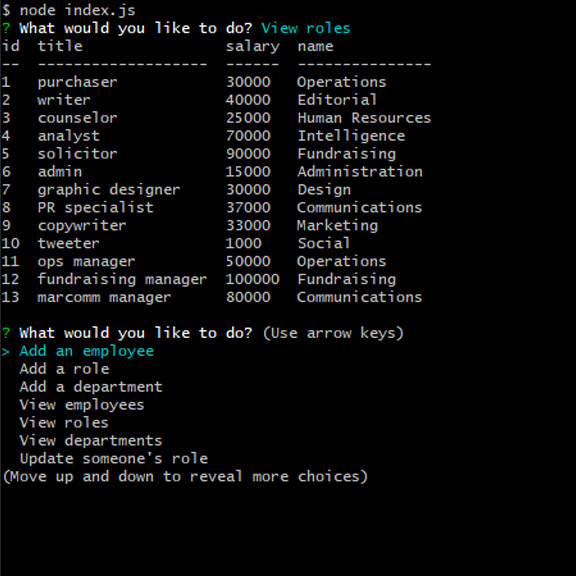 $ node index.js
? What would you like to do? View roles
id  title                salary  name
--  -------------------  ------  ---------------
1   purchaser            30000   Operations
2   writer               40000   Editorial
3   counselor            25000   Human Resources
4   analyst              70000   Intelligence
5   solicitor            90000   Fundraising
6   admin                15000   Administration
7   graphic designer     30000   Design
8   PR specialist        37000   Communications
9   copywriter           33000   Marketing
10  tweeter              1000    Social
11  ops manager          50000   Operations
12  fundraising manager  100000  Fundraising
13  marcomm manager      80000   Communications
? What would you like to do? (Use arrow keys)
> Add an employee
  Add a role
  Add a department
  View employees
  View roles
  View departments
  Update someone's role
(Move up and down to reveal more choices)